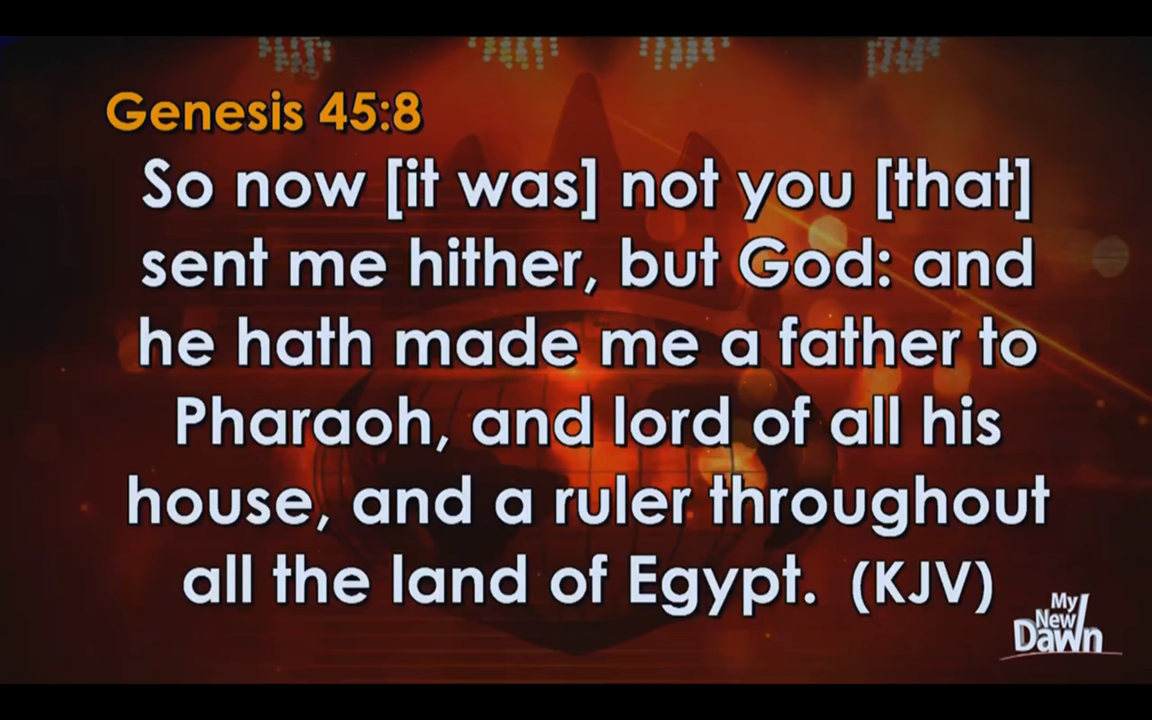 Genesis 45:8
So now [it was] not you [that]
sent me hither, but God: and
he hath made me a father to
Pharaoh, and lord of all his
house, and a ruler throughout
all the land of Egypt. (KJV)
My
New
Dawn